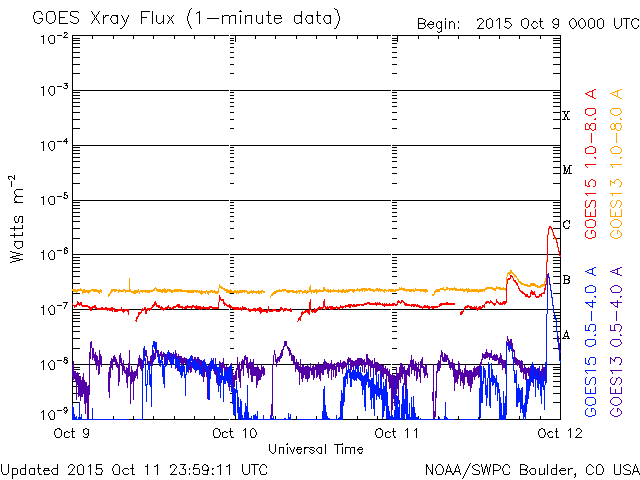 GOES Xray Flux (1-minute data)
Begin: 2015 Oct 9 0000 UTC
10-2
10-3
10-4
10-5
10-6
10-7
10-8
10-9
Watts m-2
X
M
C
B
A
GOES15 1.0-8.0 A
GOES13 1.0-8.0 A
GOES15 0.5-4.0 A
GOES13 0.5-4.0 A
Oct 9
Oct 10
Oct 11
Oct 12
Universal Time
Updated 2015 Oct 11 23:59:11 UTC
NOAA/SWPC Boulder, CO USA